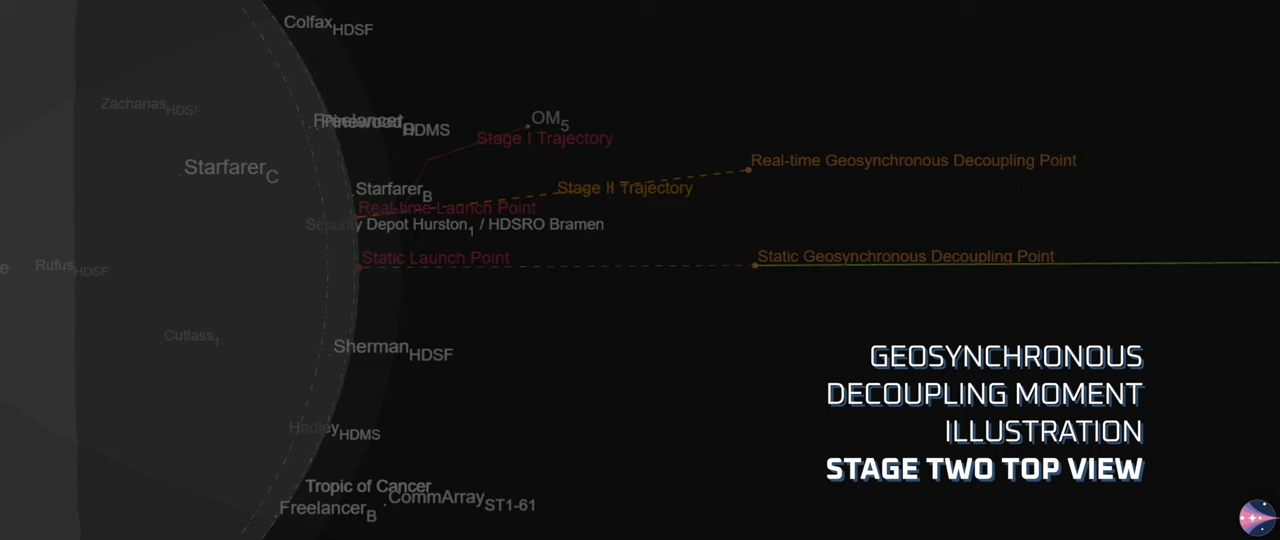 Colfax HDSF
Zacharias HDSF
Freelancer
Pinewood HDMS
OM 5
Stage I Trajectory
Real-time Geosynchronous Decoupling Point
Starfarer C
Starfarer B
Stage II Trajectory
Real-time Launch Point
Security Depot Hurston 1 / HDSRO Bramen
Static Launch Point
Static Geosynchronous Decoupling Point
e
Rufus HDSF
Cutlass 1
Sherman HDSF
GEOSYNCHRONOUS
DECOUPLING MOMENT
ILLUSTRATION
STAGE TWO TOP VIEW
Hadley HDMS
Tropic of Cancer
CommArray ST1-61
Freelancer B